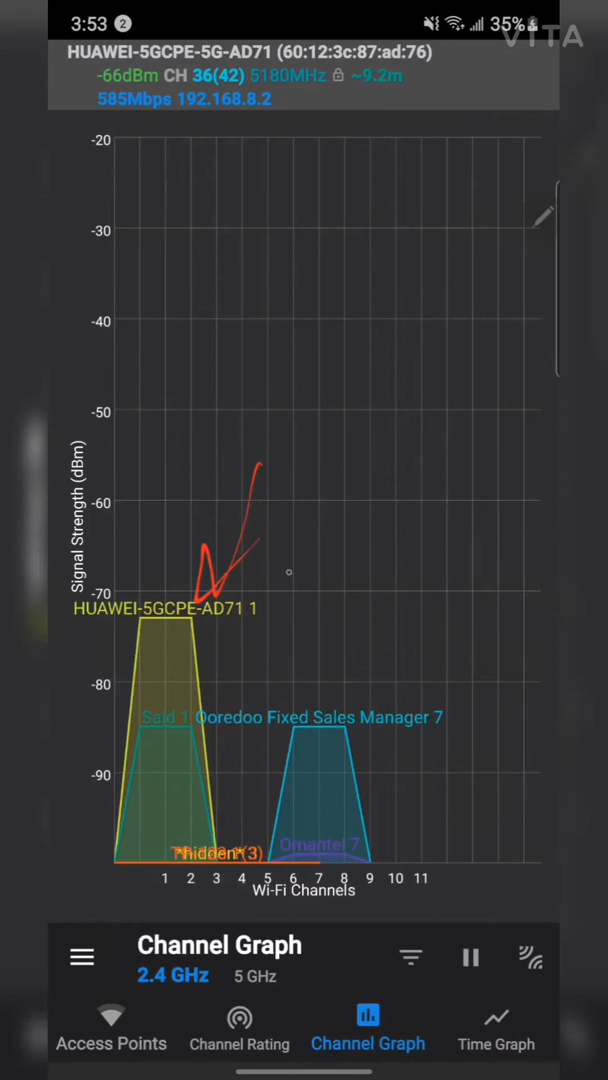 3:53 2 35%
VITA
HUAWEI-5GCPE-5G-AD71 (60:12:3c:87:ad:76)
-66dBm CH 36(42) 5180MHz ~9.2m
585Mbps 192.168.8.2
-20
-30
-40
-50
-60
-70
-80
-90
Signal Strength (dBm)
HUAWEI-5GCPE-AD71 1
Said 1 Ooredoo Fixed Sales Manager 7
Omantel 7
*hidden*(3)
1 2 3 4 5 6 7 8 9 10 11
Wi-Fi Channels
Channel Graph
2.4 GHz 5 GHz
Access Points Channel Rating Channel Graph Time Graph